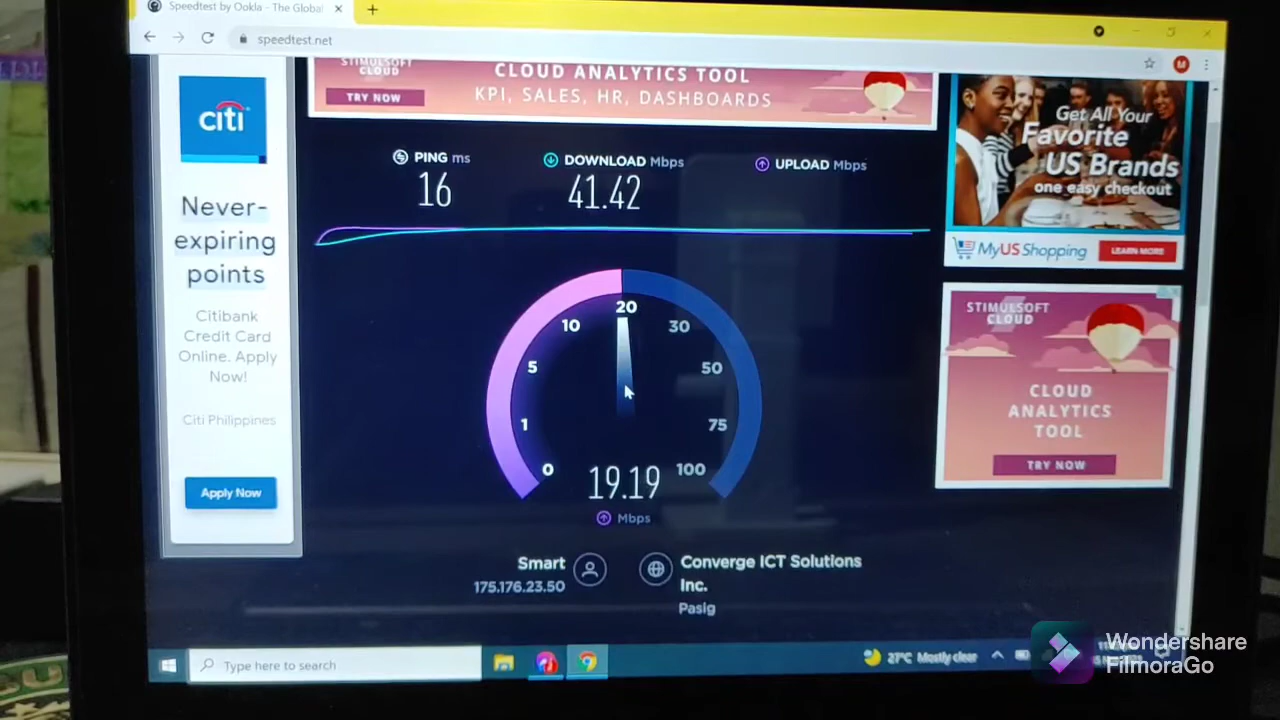 Speedtest by Ookla - The Global
speedtest.net
M
citi
Never-
expiring
points
Citibank
Credit Card
Online. Apply
Now!
Citi Philippines
Apply Now
STIMULSOFT
CLOUD
TRY NOW
CLOUD ANALYTICS TOOL
KPI, SALES, HR, DASHBOARDS
PING ms
16
DOWNLOAD Mbps
41.42
UPLOAD Mbps
0
1
5
10
20
30
50
75
100
19.19
Mbps
Smart
175.176.23.50
Converge ICT Solutions
Inc.
Pasig
Get All Your
Favorite
US Brands
one easy checkout
MyUS Shopping
LEARN MORE
STIMULSOFT
CLOUD
CLOUD
ANALYTICS
TOOL
TRY NOW
Type here to search
27°C Mostly clear
Wondershare
FilmoraGo